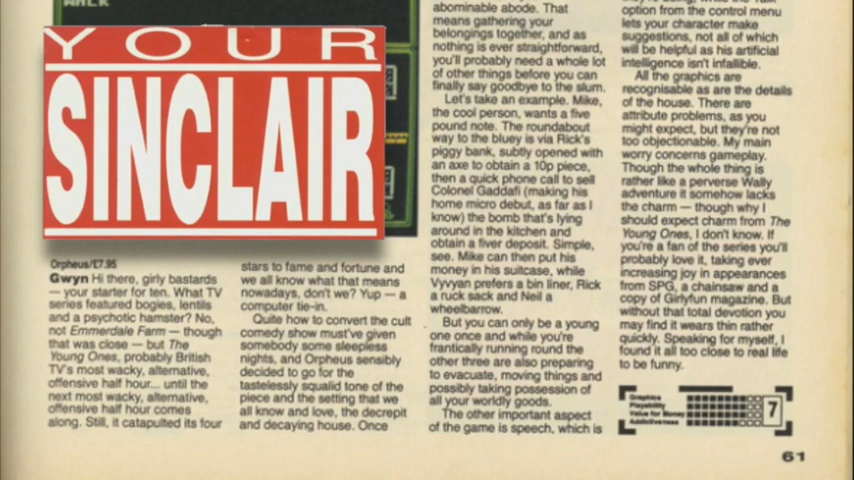 WALK
YOUR
SINCLAIR
Orpheus/£7.95
Gwyn Hi there, girly bastards
— your starter for ten. What TV
series featured bogies, lentils
and a psychotic hamster? No,
not Emmerdale Farm — though
that was close — but The
Young Ones, probably British
TV's most wacky, alternative,
offensive half hour... until the
next most wacky, alternative,
offensive half hour comes
along. Still, it catapulted its four
stars to fame and fortune and
we all know what that means
nowadays, don't we? Yup — a
computer tie-in.
Quite how to convert the cult
comedy show must've given
somebody some sleepless
nights, and Orpheus sensibly
decided to go for the
tastelessly squalid tone of the
piece and the setting that we
all know and love, the decrepit
and decaying house. Once
abominable abode. That
means gathering your
belongings together, and as
nothing is ever straightforward,
you'll probably need a whole lot
of other things before you can
finally say goodbye to the slum.
Let's take an example. Mike,
the cool person, wants a five
pound note. The roundabout
way to the bluey is via Rick's
piggy bank, subtly opened with
an axe to obtain a 10p piece,
then a quick phone call to sell
Colonel Gaddafi (making his
home micro debut, as far as I
know) the bomb that's lying
around in the kitchen and
obtain a fiver deposit. Simple,
see. Mike can then put his
money in his suitcase, while
Vyvyan prefers a bin liner, Rick
a ruck sack and Neil a
wheelbarrow.
But you can only be a young
one once and while you're
frantically running round the
other three are also preparing
to evacuate, moving things and
possibly taking possession of
all your worldly goods.
The other important aspect
of the game is speech, which is
option from the control menu
lets your character make
suggestions, not all of which
will be helpful as his artificial
intelligence isn't infallible.
All the graphics are
recognisable as are the details
of the house. There are
attribute problems, as you
might expect, but they're not
too objectionable. My main
worry concerns gameplay.
Though the whole thing is
rather like a perverse Wally
adventure it somehow lacks
the charm — though why I
should expect charm from The
Young Ones, I don't know. If
you're a fan of the series you'll
probably love it, taking ever
increasing joy in appearances
from SPG, a chainsaw and a
copy of Girlyfun magazine. But
without that total devotion you
may find it wears thin rather
quickly. Speaking for myself, I
found it all too close to real life
to be funny.
Graphics
Playability
Value for Money
Addictiveness
7
61